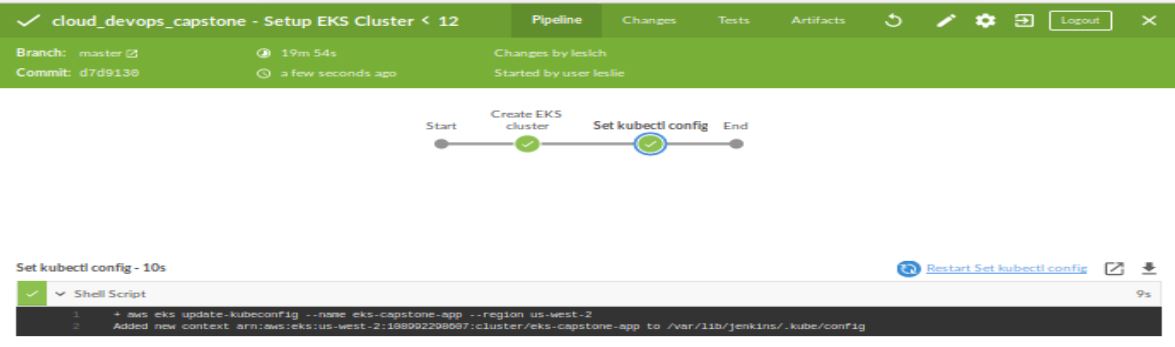 cloud_devops_capstone - Setup EKS Cluster < 12
Pipeline
Changes
Tests
Artifacts
Logout
Branch: master
19m 54s
Changes by leslch
Commit: d7d9130
a few seconds ago
Started by user leslie
Start
Create EKS
cluster
Set kubectl config
End
Set kubectl config - 10s
Restart Set kubectl config
Shell Script
9s
1 + aws eks update-kubeconfig --name eks-capstone-app --region us-west-2
2 Added new context arn:aws:eks:us-west-2:108992298607:cluster/eks-capstone-app to /var/lib/jenkins/.kube/config